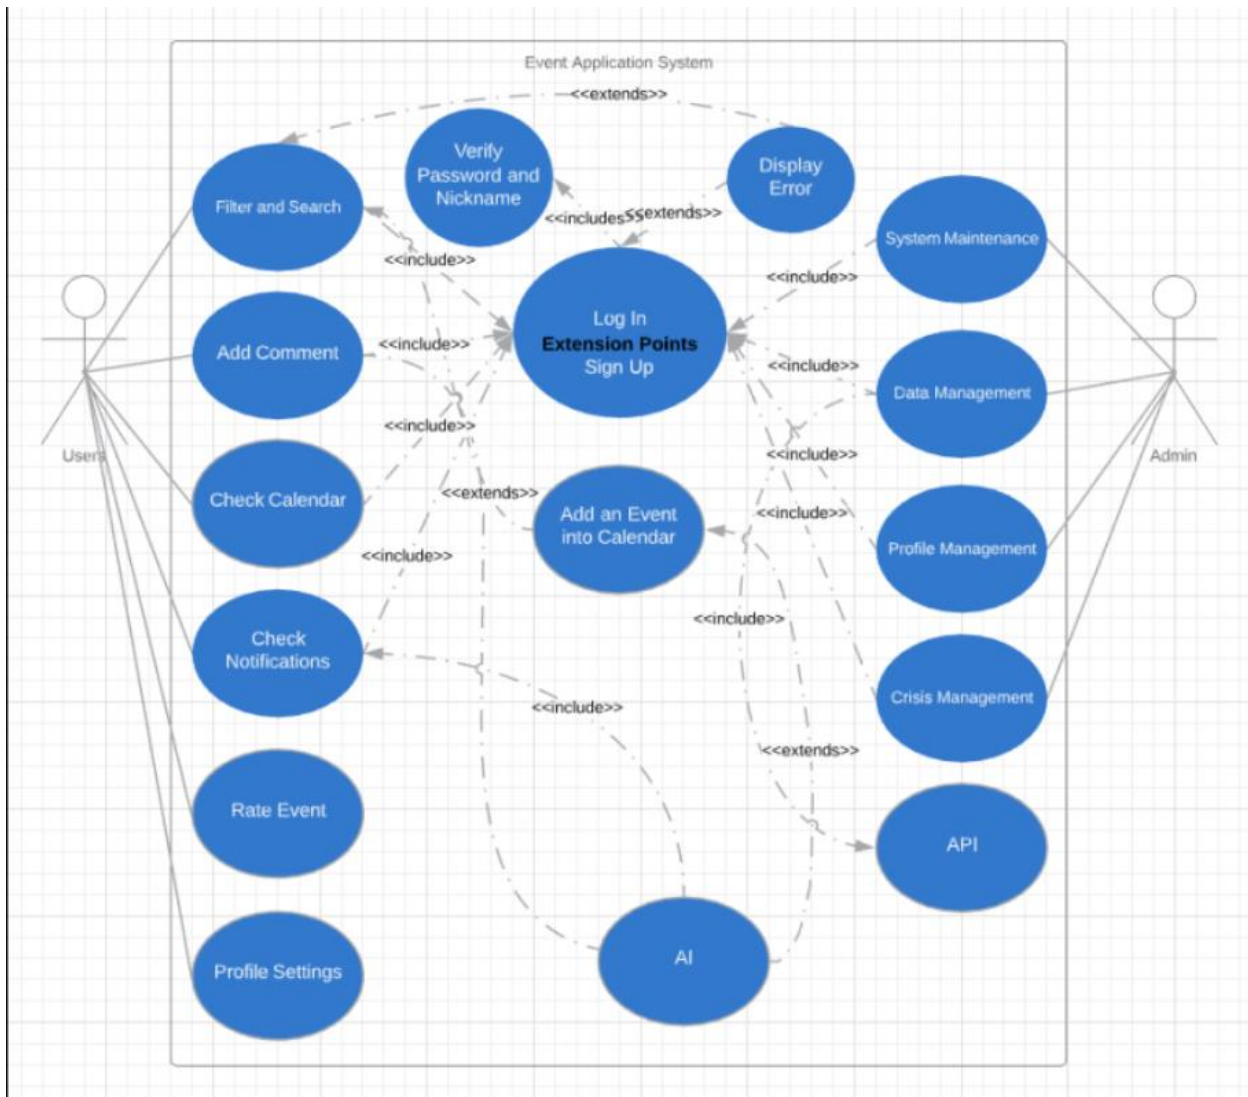 Event Application System
<<extends>>
Verify
Password and
Nickname
Display
Error
Filter and Search
<<includes>>
<<extends>>
System Maintenance
<<include>>
<<include>>
Log In
Extension Points
Sign Up
Add Comment
<<include>>
<<include>>
Data Management
Users
<<include>>
<<include>>
Admin
Check Calendar
<<extends>>
Add an Event
into Calendar
<<include>>
Profile Management
<<include>>
Check
Notifications
<<include>>
Crisis Management
<<include>>
<<extends>>
Rate Event
API
AI
Profile Settings